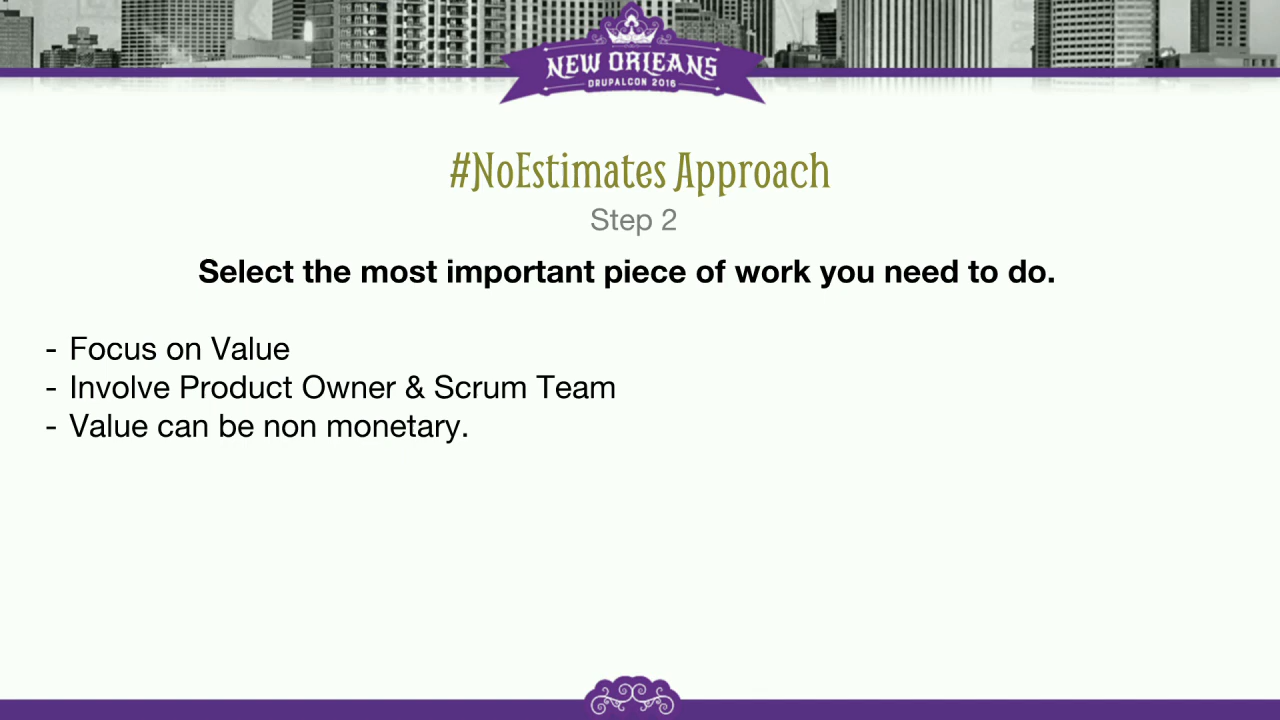 NEW ORLEANS
DRUPALCON 2016
#NoEstimates Approach
Step 2
Select the most important piece of work you need to do.
- Focus on Value
- Involve Product Owner & Scrum Team
- Value can be non monetary.